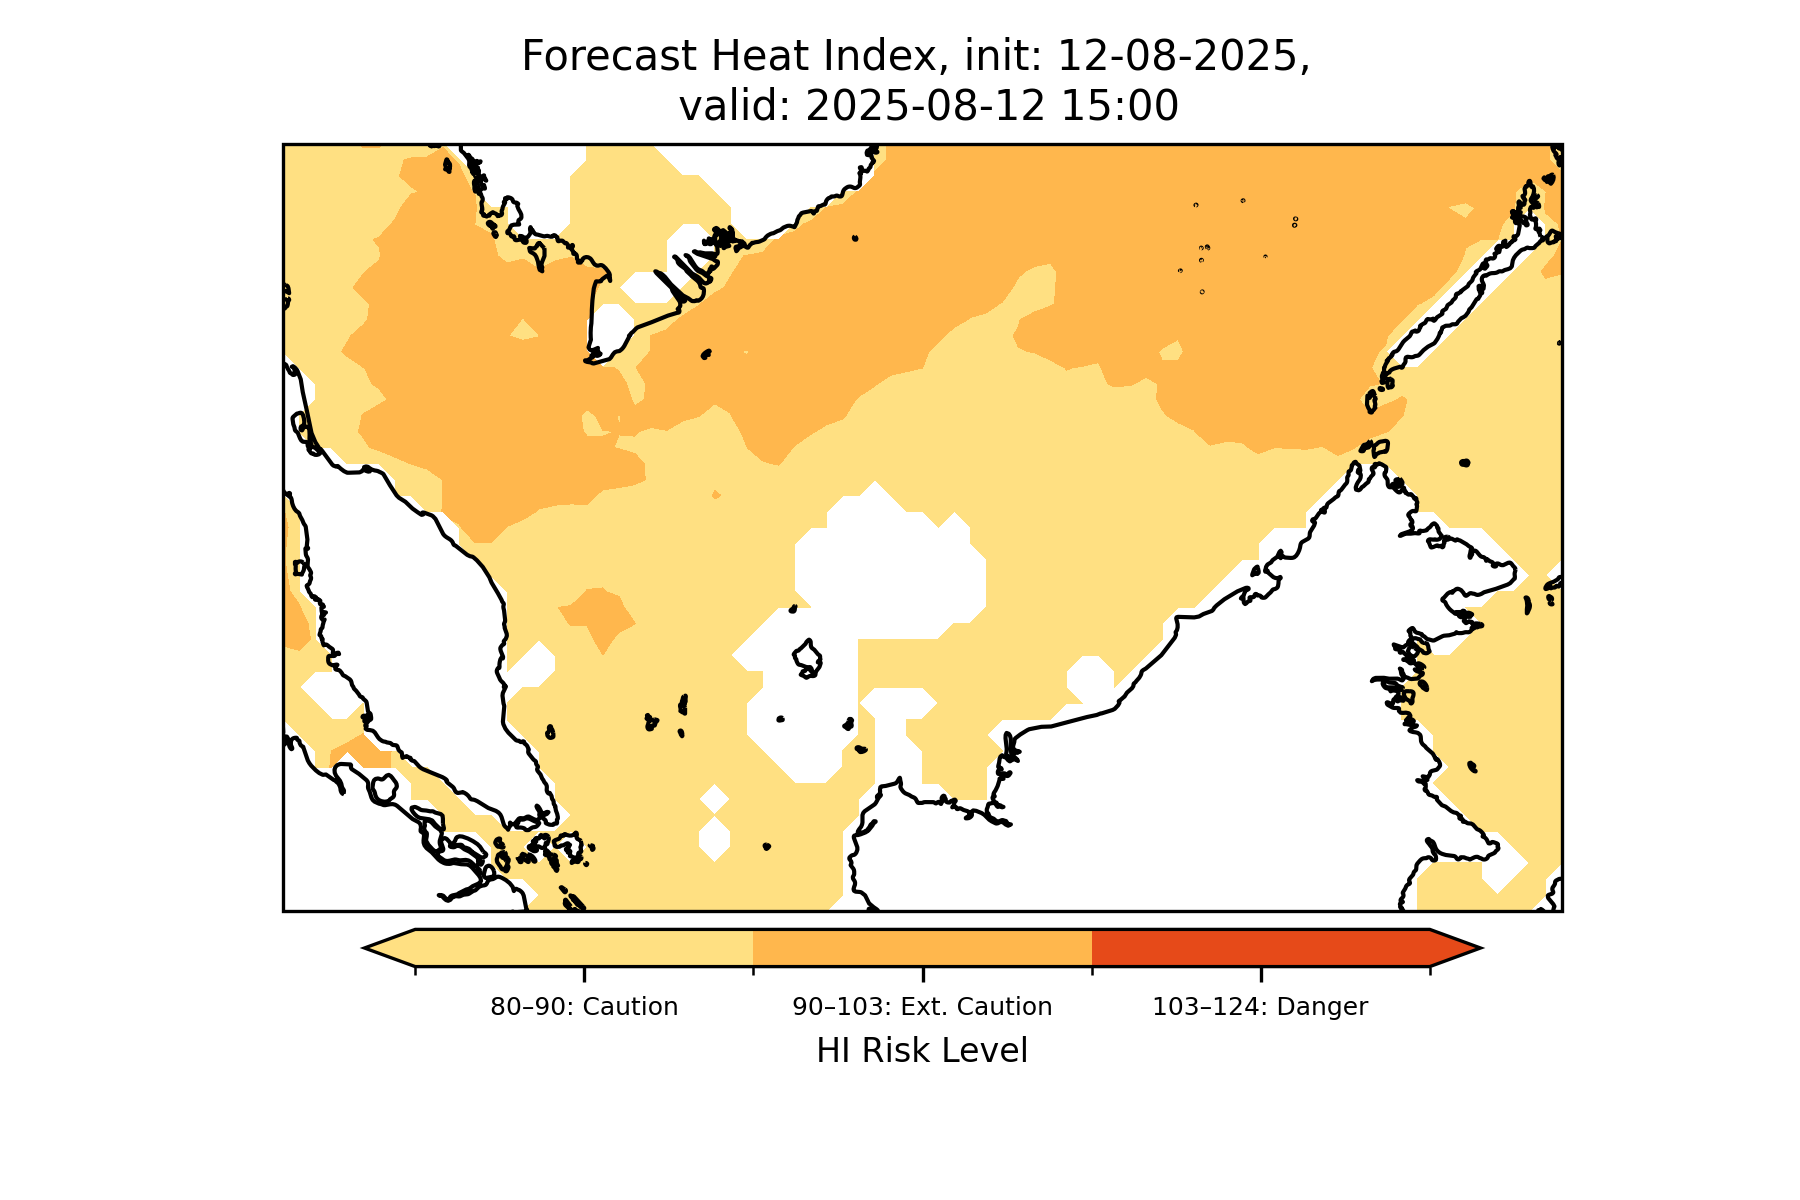 Forecast Heat Index, init: 12-08-2025,
valid: 2025-08-12 15:00
80–90: Caution
90–103: Ext. Caution
103–124: Danger
HI Risk Level